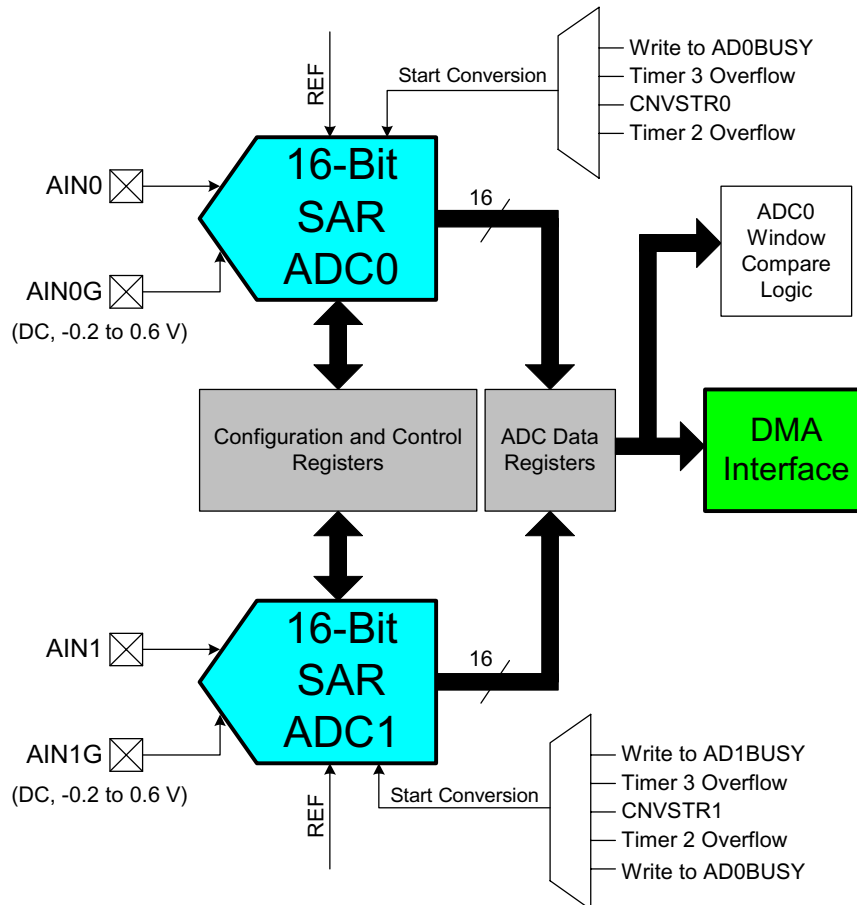 Write to AD0BUSY
Timer 3 Overflow
CNVSTR0
Timer 2 Overflow
Start Conversion
REF
AIN0
AIN0G
(DC, -0.2 to 0.6 V)
16-Bit
SAR
ADC0
16
ADC0
Window
Compare
Logic
Configuration and Control
Registers
ADC Data
Registers
DMA
Interface
AIN1
AIN1G
(DC, -0.2 to 0.6 V)
16-Bit
SAR
ADC1
16
REF
Start Conversion
Write to AD1BUSY
Timer 3 Overflow
CNVSTR1
Timer 2 Overflow
Write to AD0BUSY